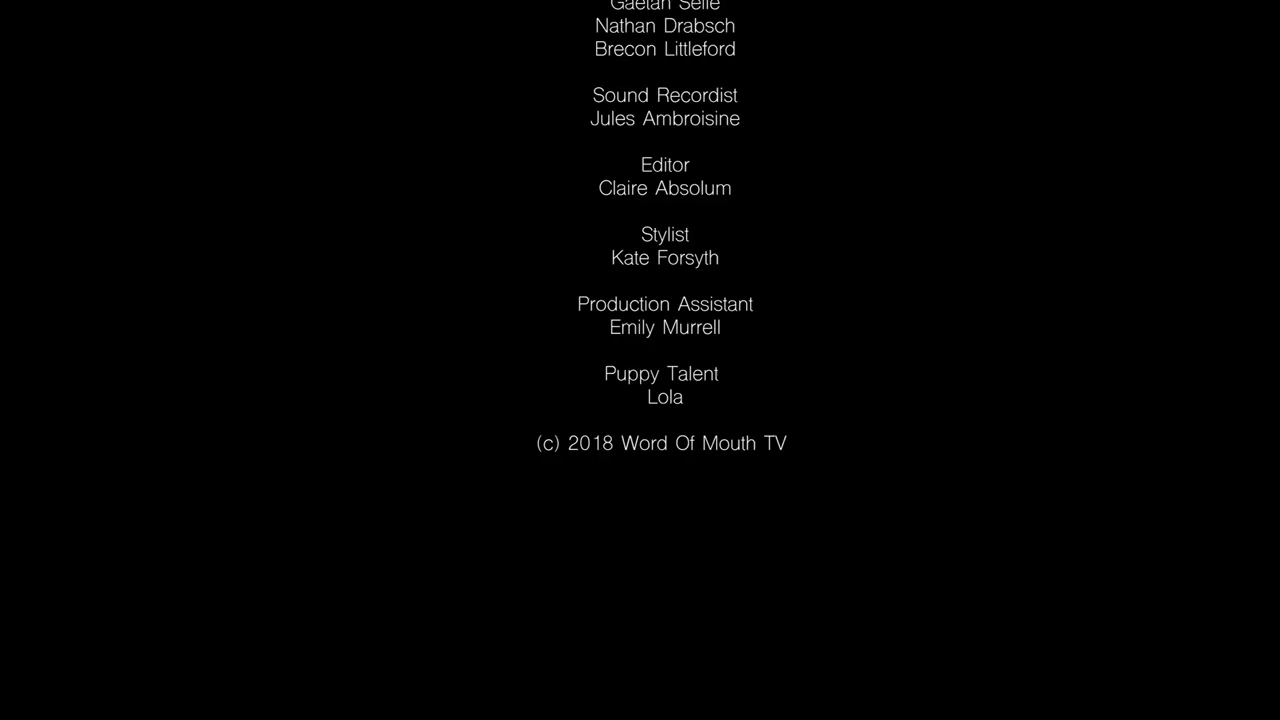 Nathan Drabsch
Brecon Littleford
Sound Recordist
Jules Ambroisine
Editor
Claire Absolum
Stylist
Kate Forsyth
Production Assistant
Emily Murrell
Puppy Talent
Lola
(c) 2018 Word Of Mouth TV